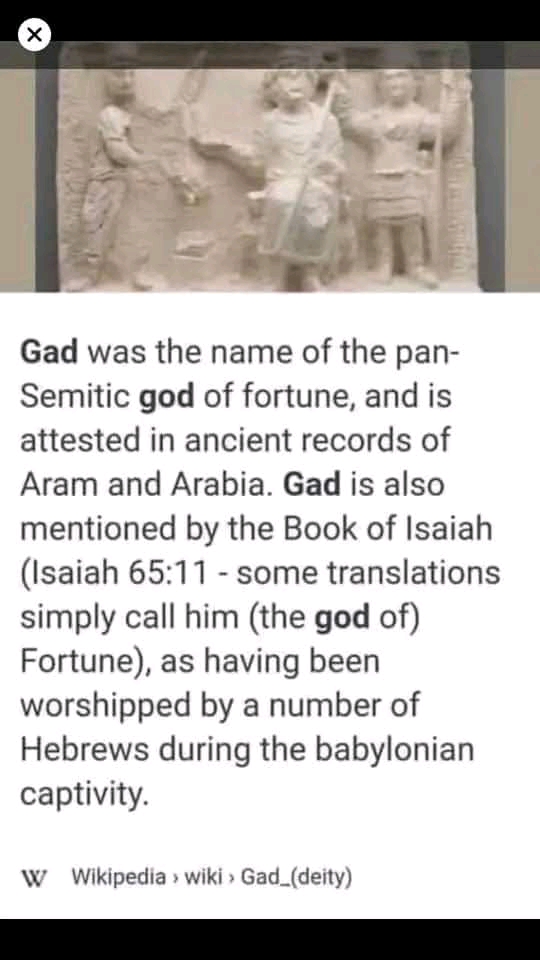 Gad was the name of the pan-
Semitic god of fortune, and is
attested in ancient records of
Aram and Arabia. Gad is also
mentioned by the Book of Isaiah
(Isaiah 65:11 - some translations
simply call him (the god of)
Fortune), as having been
worshipped by a number of
Hebrews during the babylonian
captivity.
W Wikipedia › wiki › Gad_(deity)